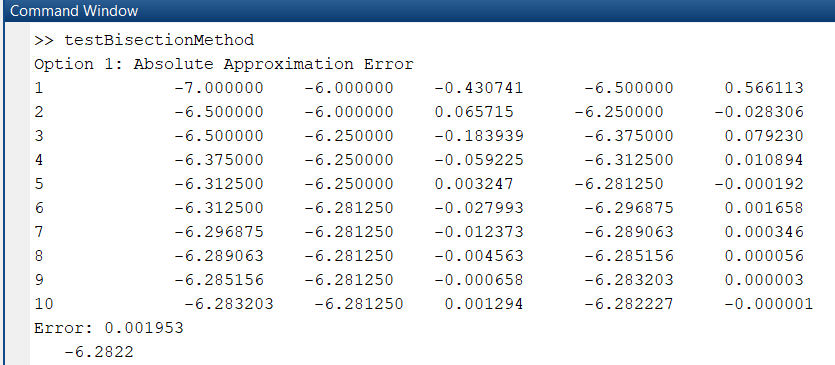 Command Window
>> testBisectionMethod
Option 1: Absolute Approximation Error
1 -7.000000 -6.000000 -0.430741 -6.500000 0.566113
2 -6.500000 -6.000000 0.065715 -6.250000 -0.028306
3 -6.500000 -6.250000 -0.183939 -6.375000 0.079230
4 -6.375000 -6.250000 -0.059225 -6.312500 0.010894
5 -6.312500 -6.250000 0.003247 -6.281250 -0.000192
6 -6.312500 -6.281250 -0.027993 -6.296875 0.001658
7 -6.296875 -6.281250 -0.012373 -6.289063 0.000346
8 -6.289063 -6.281250 -0.004563 -6.285156 0.000056
9 -6.285156 -6.281250 -0.000658 -6.283203 0.000003
10 -6.283203 -6.281250 0.001294 -6.282227 -0.000001
Error: 0.001953
-6.2822